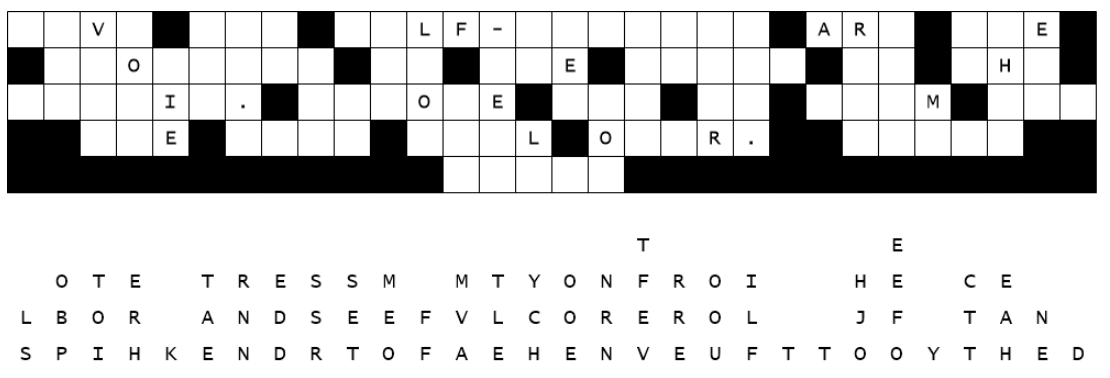 V L F - A R E
O E H
I . O E M
E L O R .
T E
O T E T R E S S M M T Y O N F R O I H E C E
L B O R A N D S E E F V L C O R E R O L J F T A N
S P I H K E N D R T O F A E H E N V E U F T T O O Y T H E D